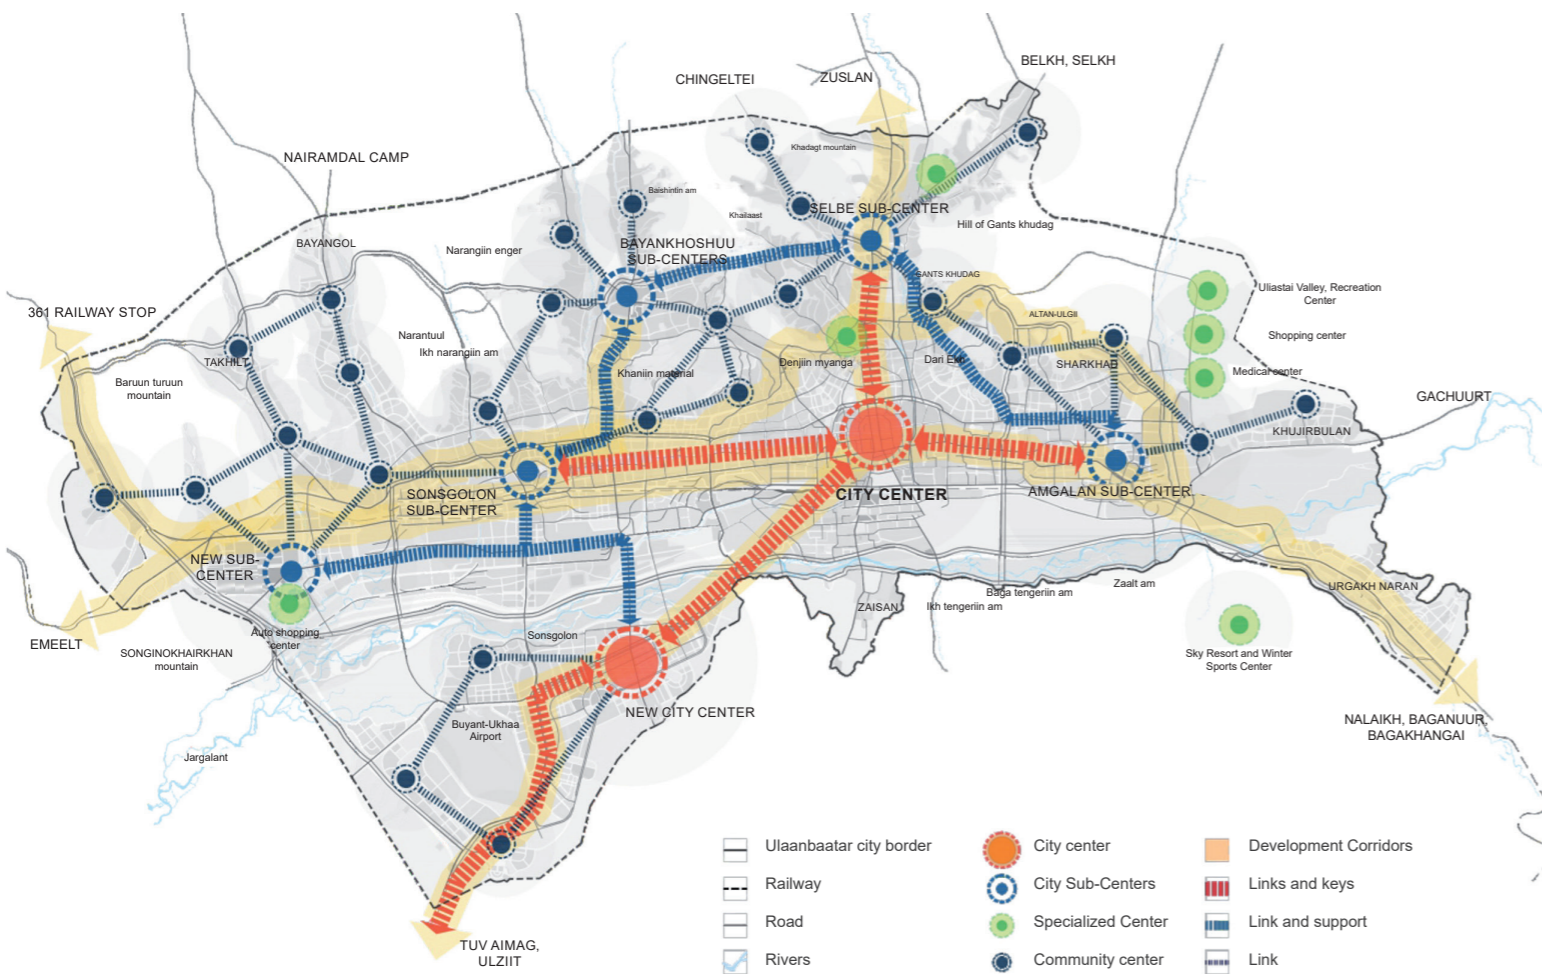 BELKH, SELKH
CHINGELTEI
ZUSLAN
Khadagt mountain
NAIRAMDAL CAMP
Baishintin am
SELBE SUB-CENTER
Khailaast
Hill of Gants khudag
BAYANGOL
Narangiin enger
BAYANKHOSHUU
SUB-CENTERS
GANTS KHUDAG
Uliastai Valley, Recreation
Center
361 RAILWAY STOP
ALTAN-ULGII
Narantuul
Shopping center
Ikh narangiin am
TAKHILT
Denjiin myanga
Dari Ekh
SHARKHAD
Khaniin material
Medical center
Baruun turuun
mountain
GACHUURT
KHUJIRBULAN
SONSGOLON
SUB-CENTER
CITY CENTER
AMGALAN SUB-CENTER
NEW SUB-
CENTER
Zaalt am
URGAKH NARAN
Baga tengeriin am
ZAISAN
Ikh tengeriin am
Auto shopping
center
Sonsgolon
EMEELT
SONGINOKHAIRKHAN
mountain
Sky Resort and Winter
Sports Center
NEW CITY CENTER
Buyant-Ukhaa
Airport
NALAIKH, BAGANUUR,
BAGAKHANGAI
Jargalant
TUV AIMAG,
ULZIIT
Ulaanbaatar city border
Railway
Road
Rivers
City center
City Sub-Centers
Specialized Center
Community center
Development Corridors
Links and keys
Link and support
Link